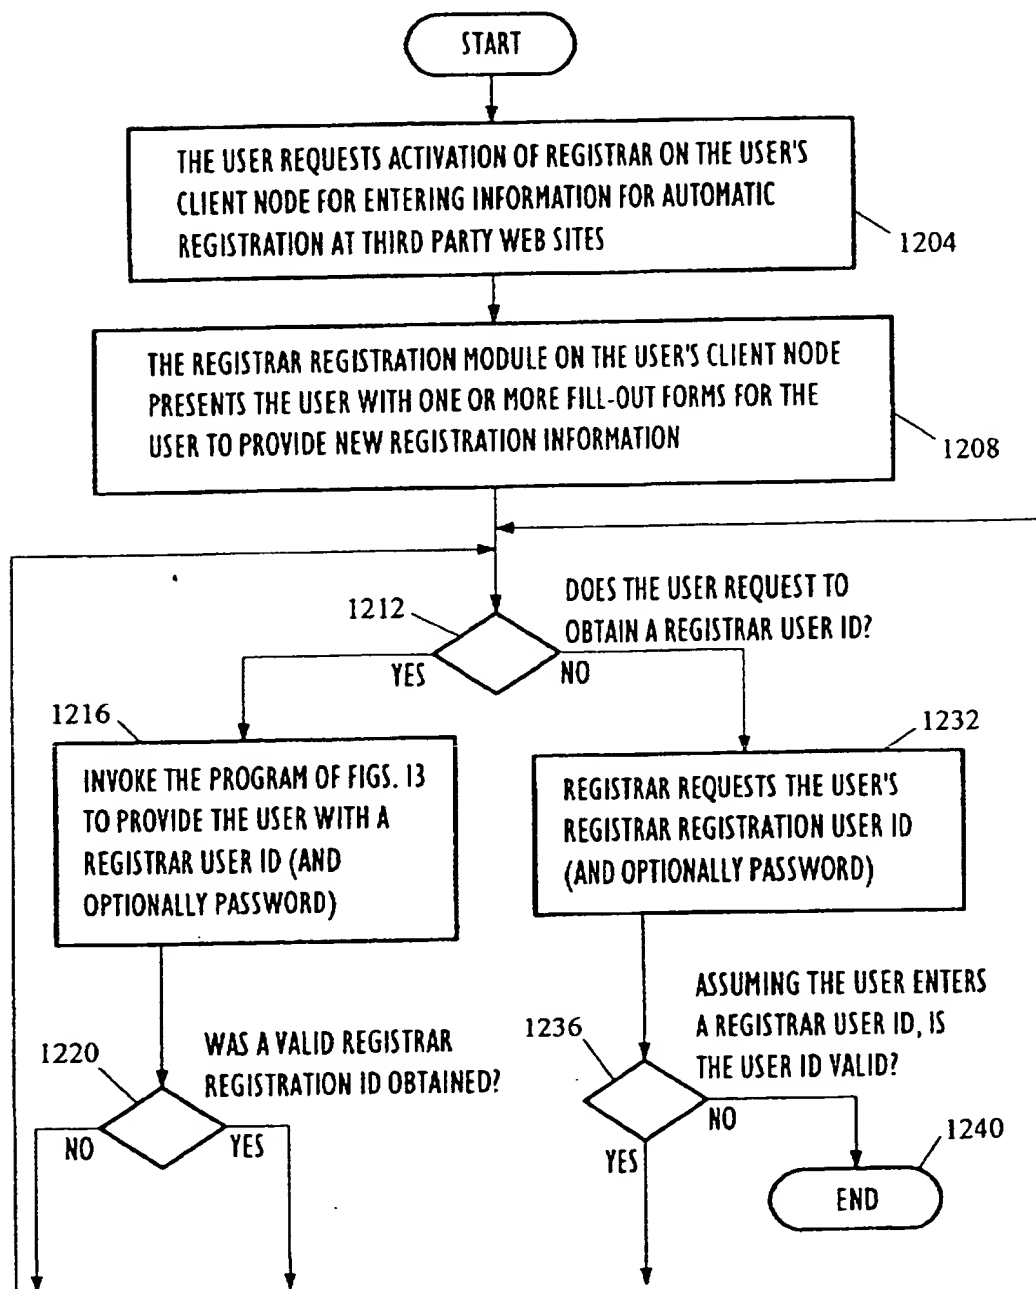 START
THE USER REQUESTS ACTIVATION OF REGISTRAR ON THE USER'S
CLIENT NODE FOR ENTERING INFORMATION FOR AUTOMATIC
REGISTRATION AT THIRD PARTY WEB SITES
1204
THE REGISTRAR REGISTRATION MODULE ON THE USER'S CLIENT NODE
PRESENTS THE USER WITH ONE OR MORE FILL-OUT FORMS FOR THE
USER TO PROVIDE NEW REGISTRATION INFORMATION
1208
1212
DOES THE USER REQUEST TO
OBTAIN A REGISTRAR USER ID?
YES
NO
1216
INVOKE THE PROGRAM OF FIGS. 13
TO PROVIDE THE USER WITH A
REGISTRAR USER ID (AND
OPTIONALLY PASSWORD)
1232
REGISTRAR REQUESTS THE USER'S
REGISTRAR REGISTRATION USER ID
(AND OPTIONALLY PASSWORD)
1220
WAS A VALID REGISTRAR
REGISTRATION ID OBTAINED?
NO
YES
1236
ASSUMING THE USER ENTERS
A REGISTRAR USER ID, IS
THE USER ID VALID?
NO
YES
1240
END